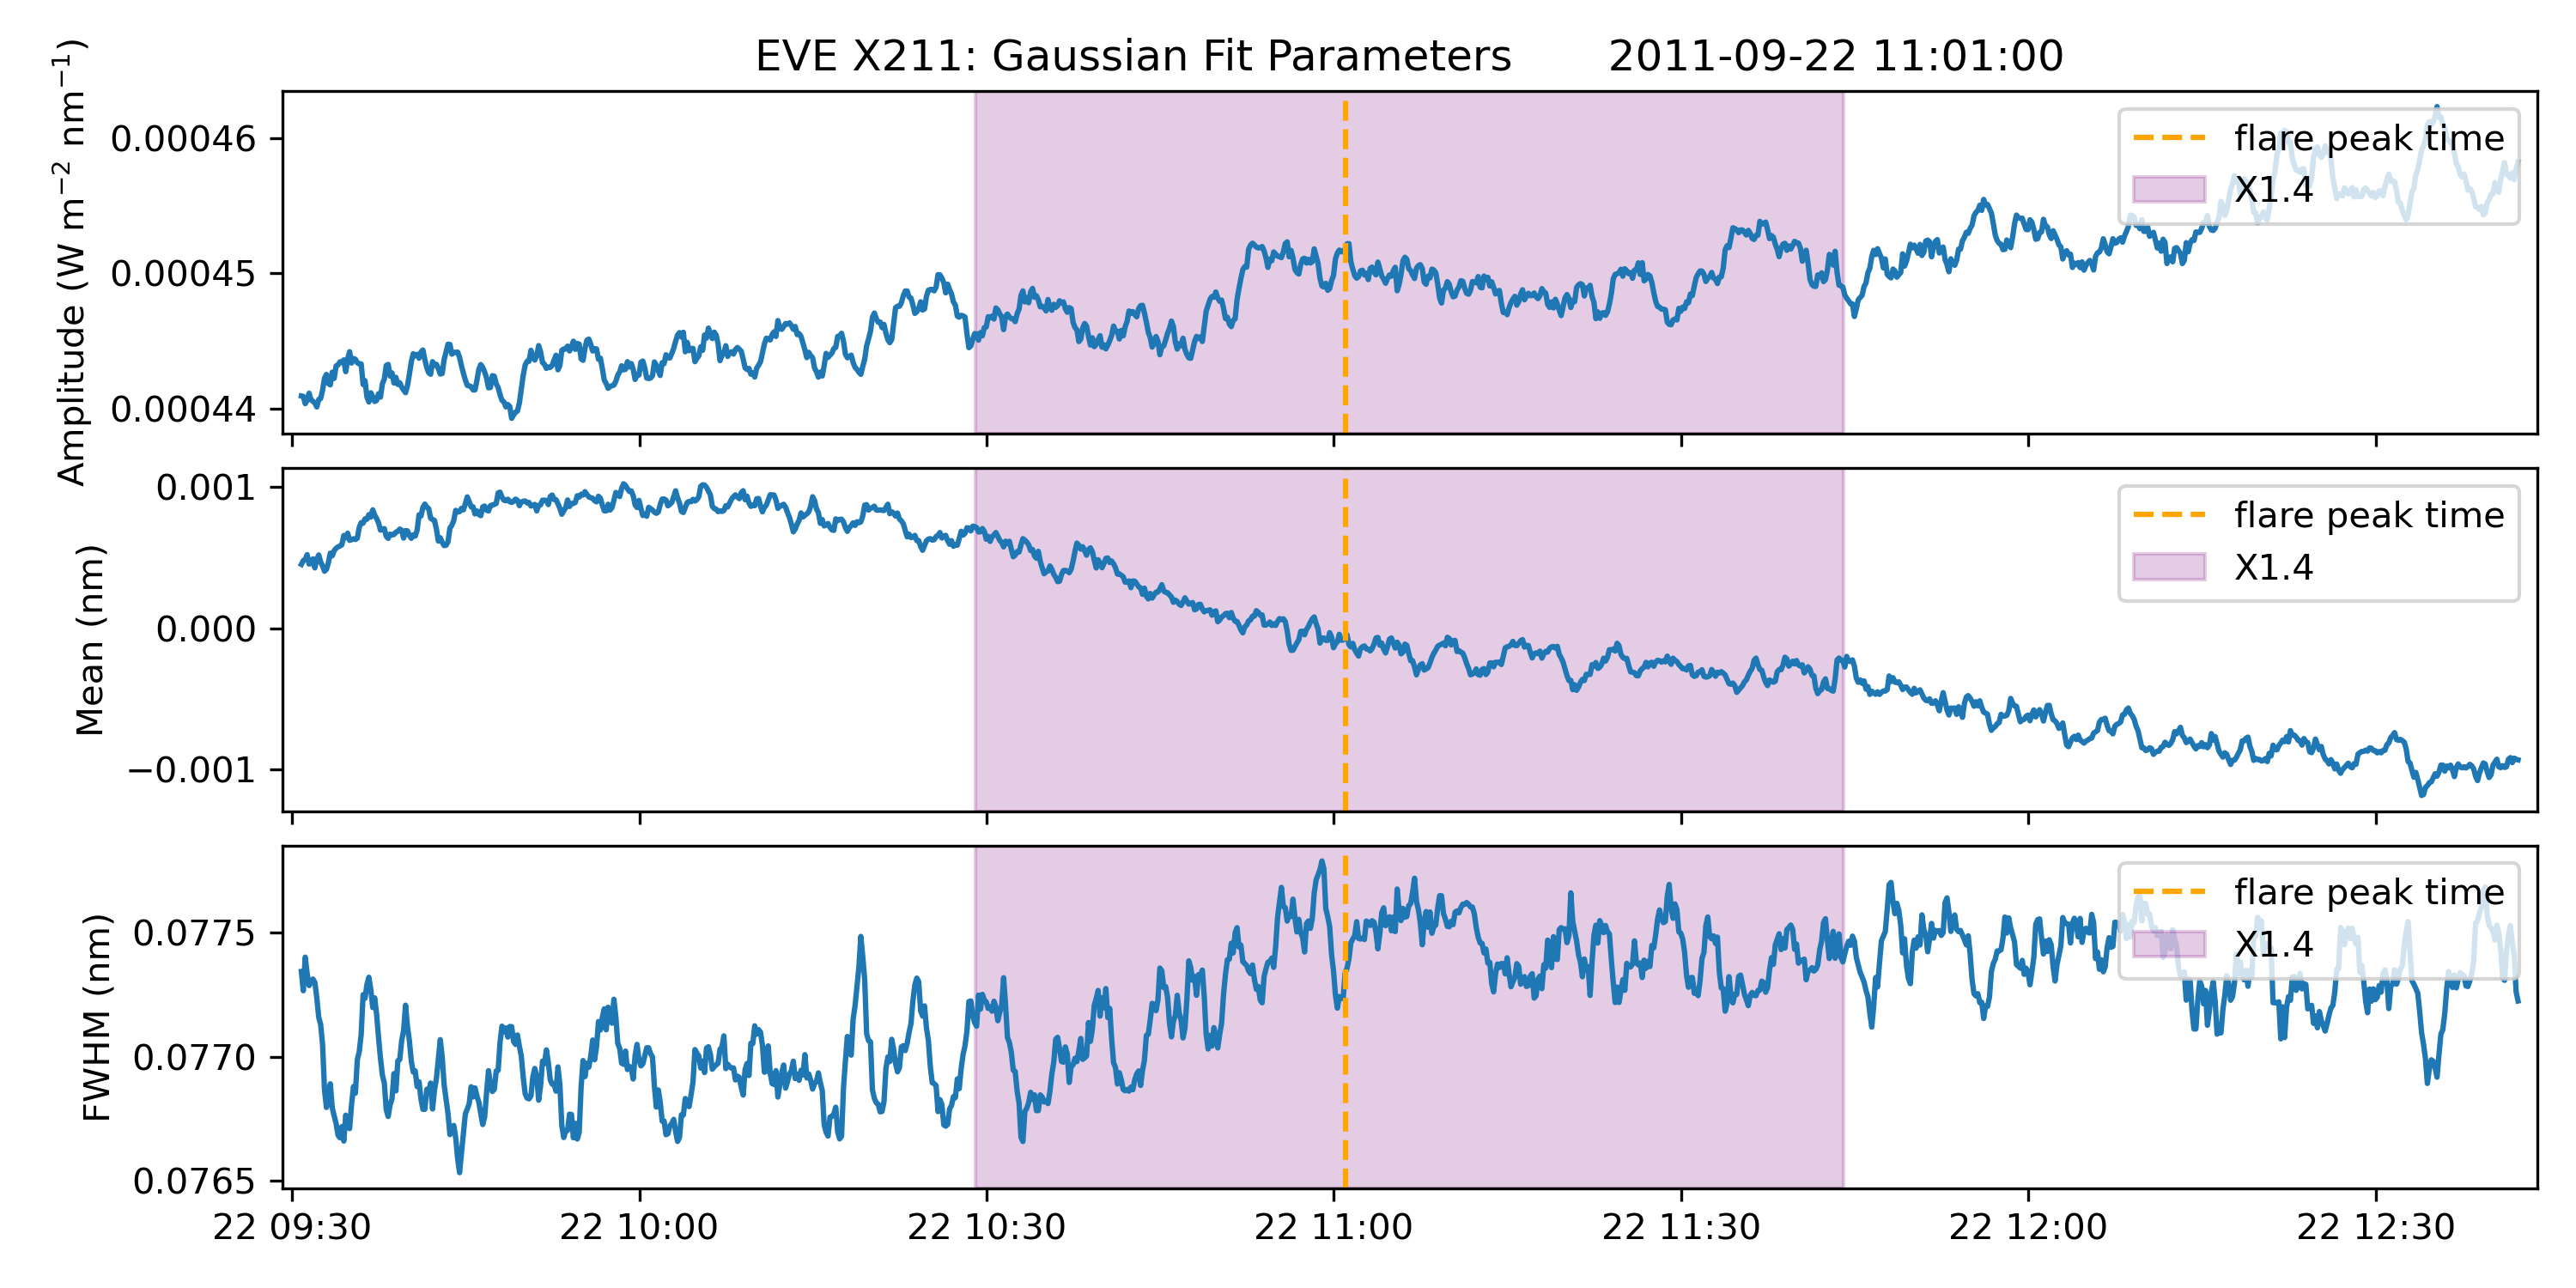 EVE X211: Gaussian Fit Parameters 2011-09-22 11:01:00
Amplitude (W m⁻² nm⁻¹)
0.00046
0.00045
0.00044
flare peak time
X1.4
Mean (nm)
0.001
0.000
−0.001
flare peak time
X1.4
FWHM (nm)
0.0775
0.0770
0.0765
flare peak time
X1.4
22 09:30 22 10:00 22 10:30 22 11:00 22 11:30 22 12:00 22 12:30